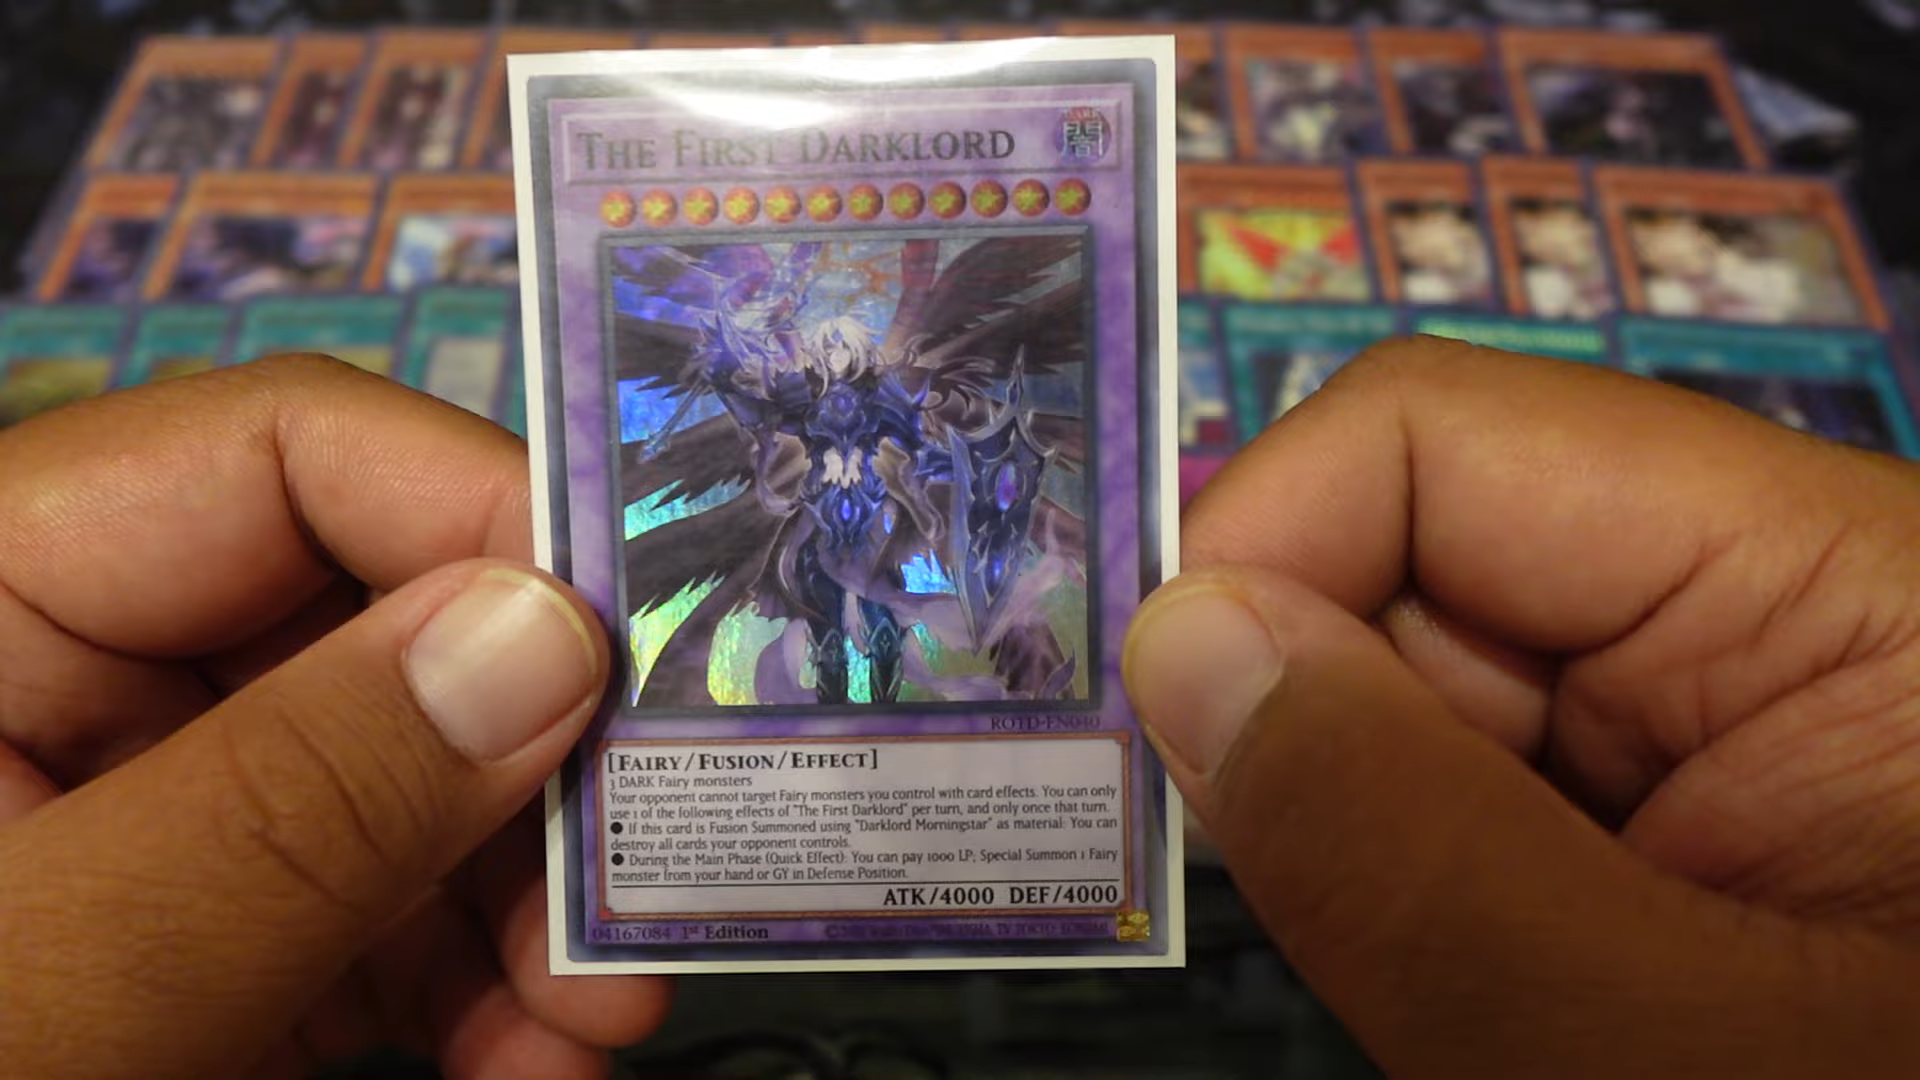 THE FIRST DARKLORD
DARK
闇
ROTD-EN040
[FAIRY/FUSION/EFFECT]
3 DARK Fairy monsters
Your opponent cannot target Fairy monsters you control with card effects. You can only
use 1 of the following effects of "The First Darklord" per turn, and only once that turn.
● If this card is Fusion Summoned using "Darklord Morningstar" as material: You can
destroy all cards your opponent controls.
● During the Main Phase (Quick Effect): You can pay 1000 LP; Special Summon 1 Fairy
monster from your hand or GY in Defense Position.
ATK/4000 DEF/4000
04167084 1st Edition